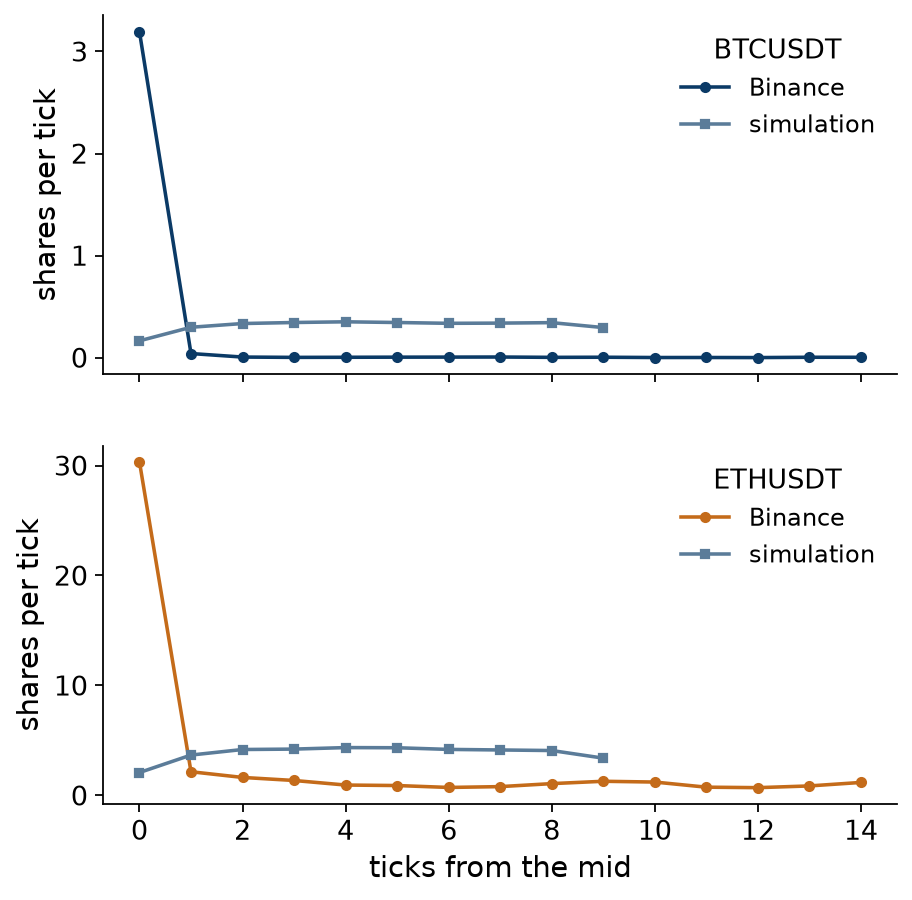 BTCUSDT
Binance
simulation
3
2
1
0
shares per tick
ETHUSDT
Binance
simulation
30
20
10
0
shares per tick
0 2 4 6 8 10 12 14
ticks from the mid